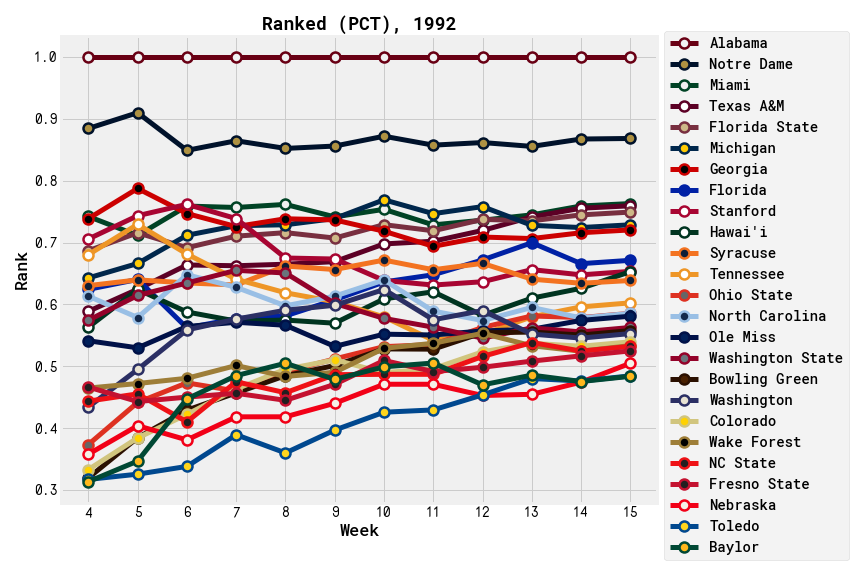 Ranked (PCT), 1992
Rank
1.0
0.9
0.8
0.7
0.6
0.5
0.4
0.3
4 5 6 7 8 9 10 11 12 13 14 15
Week
Alabama
Notre Dame
Miami
Texas A&M
Florida State
Michigan
Georgia
Florida
Stanford
Hawai'i
Syracuse
Tennessee
Ohio State
North Carolina
Ole Miss
Washington State
Bowling Green
Washington
Colorado
Wake Forest
NC State
Fresno State
Nebraska
Toledo
Baylor